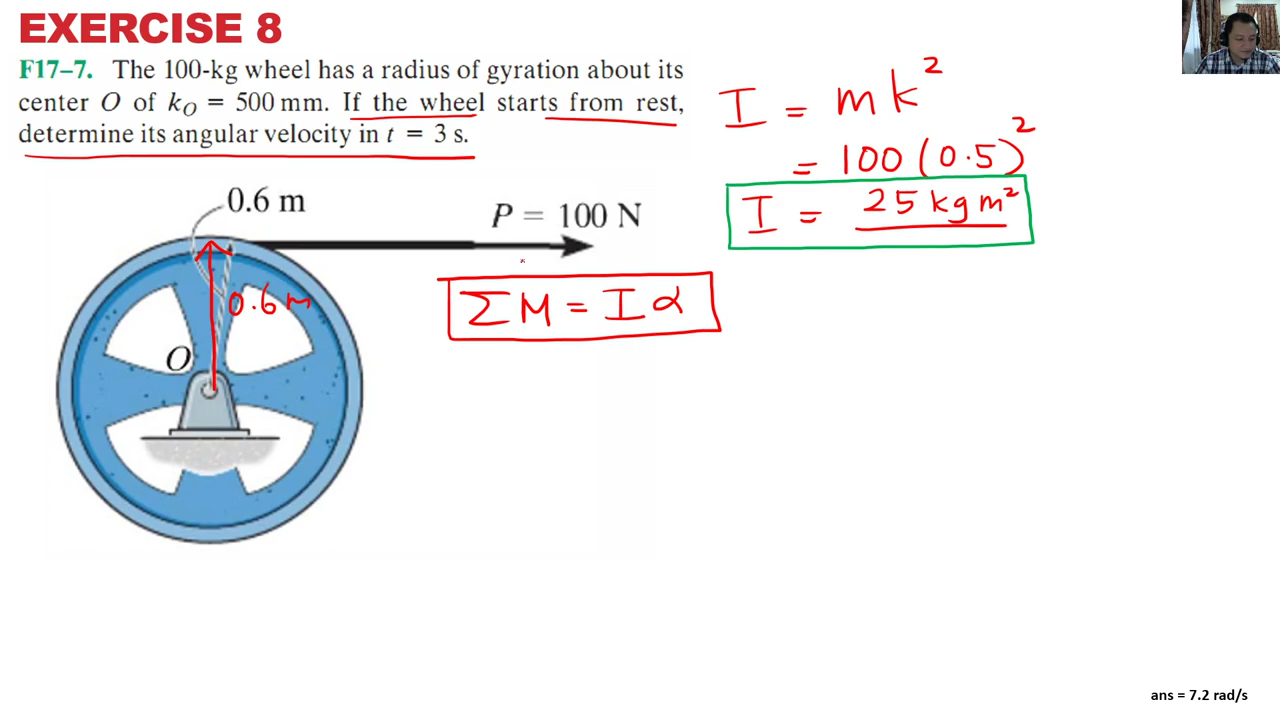 EXERCISE 8
F17–7. The 100-kg wheel has a radius of gyration about its
center O of kO = 500 mm. If the wheel starts from rest,
determine its angular velocity in t = 3 s.
I = mk²
= 100 (0.5)²
I = 25 kg m²
0.6 m
P = 100 N
0.6 m
ΣM = Iα
O
ans = 7.2 rad/s